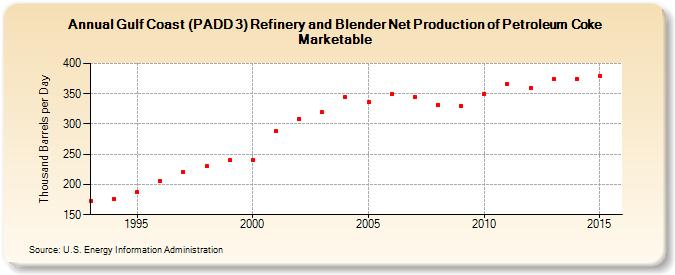 Annual Gulf Coast (PADD 3) Refinery and Blender Net Production of Petroleum Coke
Marketable
Thousand Barrels per Day
400
350
300
250
200
150
1995
2000
2005
2010
2015
Source: U.S. Energy Information Administration